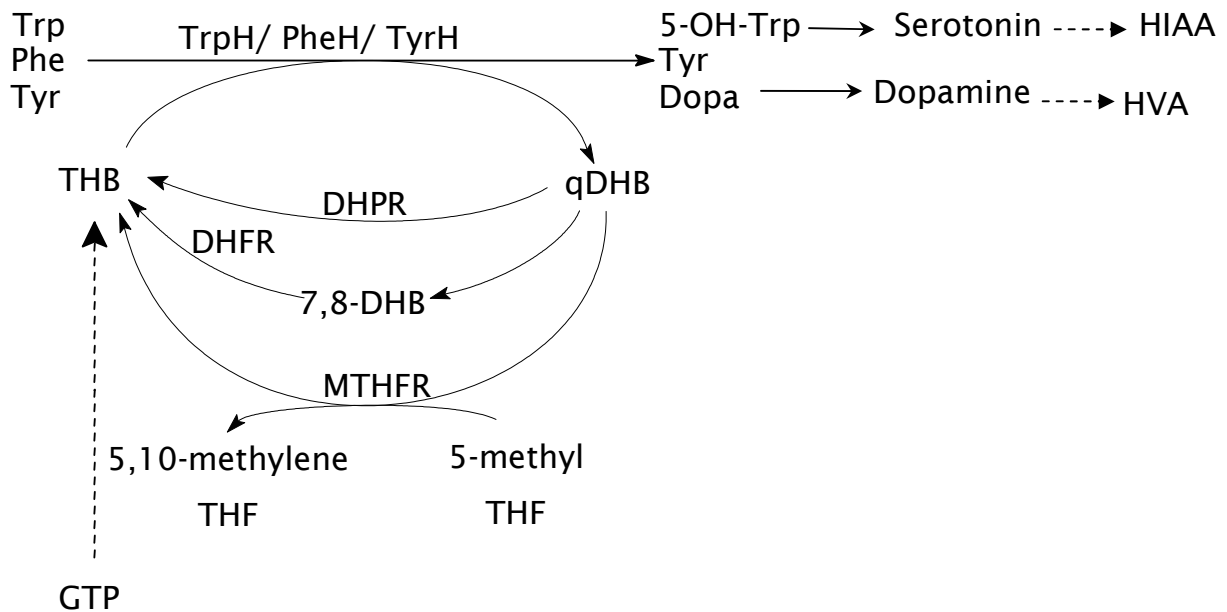 Trp
Phe
Tyr
TrpH/ PheH/ TyrH
5-OH-Trp
Tyr
Dopa
Serotonin
HIAA
Dopamine
HVA
THB
qDHB
DHPR
DHFR
7,8-DHB
MTHFR
5,10-methylene
THF
5-methyl
THF
GTP